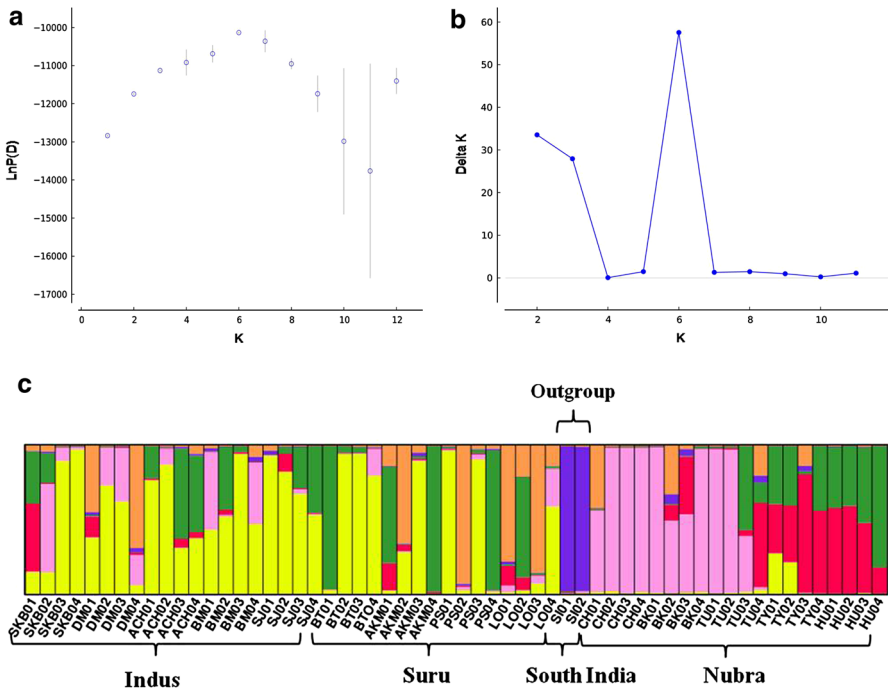 a
b
−10000
−11000
−12000
−13000
−14000
−15000
−16000
−17000
LnP(D)
0
2
4
6
8
10
12
K
60
50
40
30
20
10
0
Delta K
2
4
6
8
10
K
c
Outgroup
SKB01
SKB02
SKB03
SKB04
DM01
DM02
DM03
DM04
ACH01
ACH02
ACH03
ACH04
BM01
BM02
BM03
BM04
SJ01
SJ02
SJ03
SJ04
BT01
BT02
BT03
BTO4
AKM01
AKM02
AKM03
AKM04
PS01
PS02
PS03
PS04
LO01
LO02
LO03
LO04
SI01
SI02
CH01
CH02
CH03
CH04
BK01
BK02
BK03
BK04
TU01
TU02
TU03
TU04
TY01
TY02
TY03
TY04
HU01
HU02
HU03
HU04
Indus
Suru
South India
Nubra